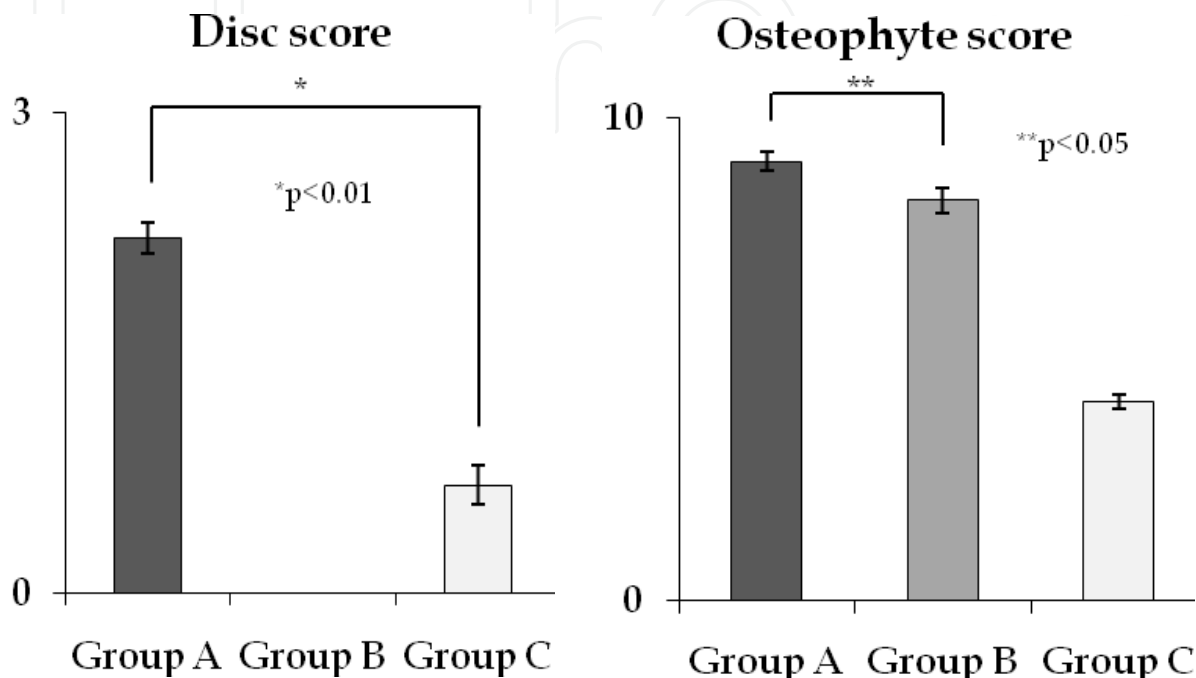 Disc score
*
3
*p<0.01
0
Group A Group B Group C
Osteophyte score
**
10
**p<0.05
0
Group A Group B Group C